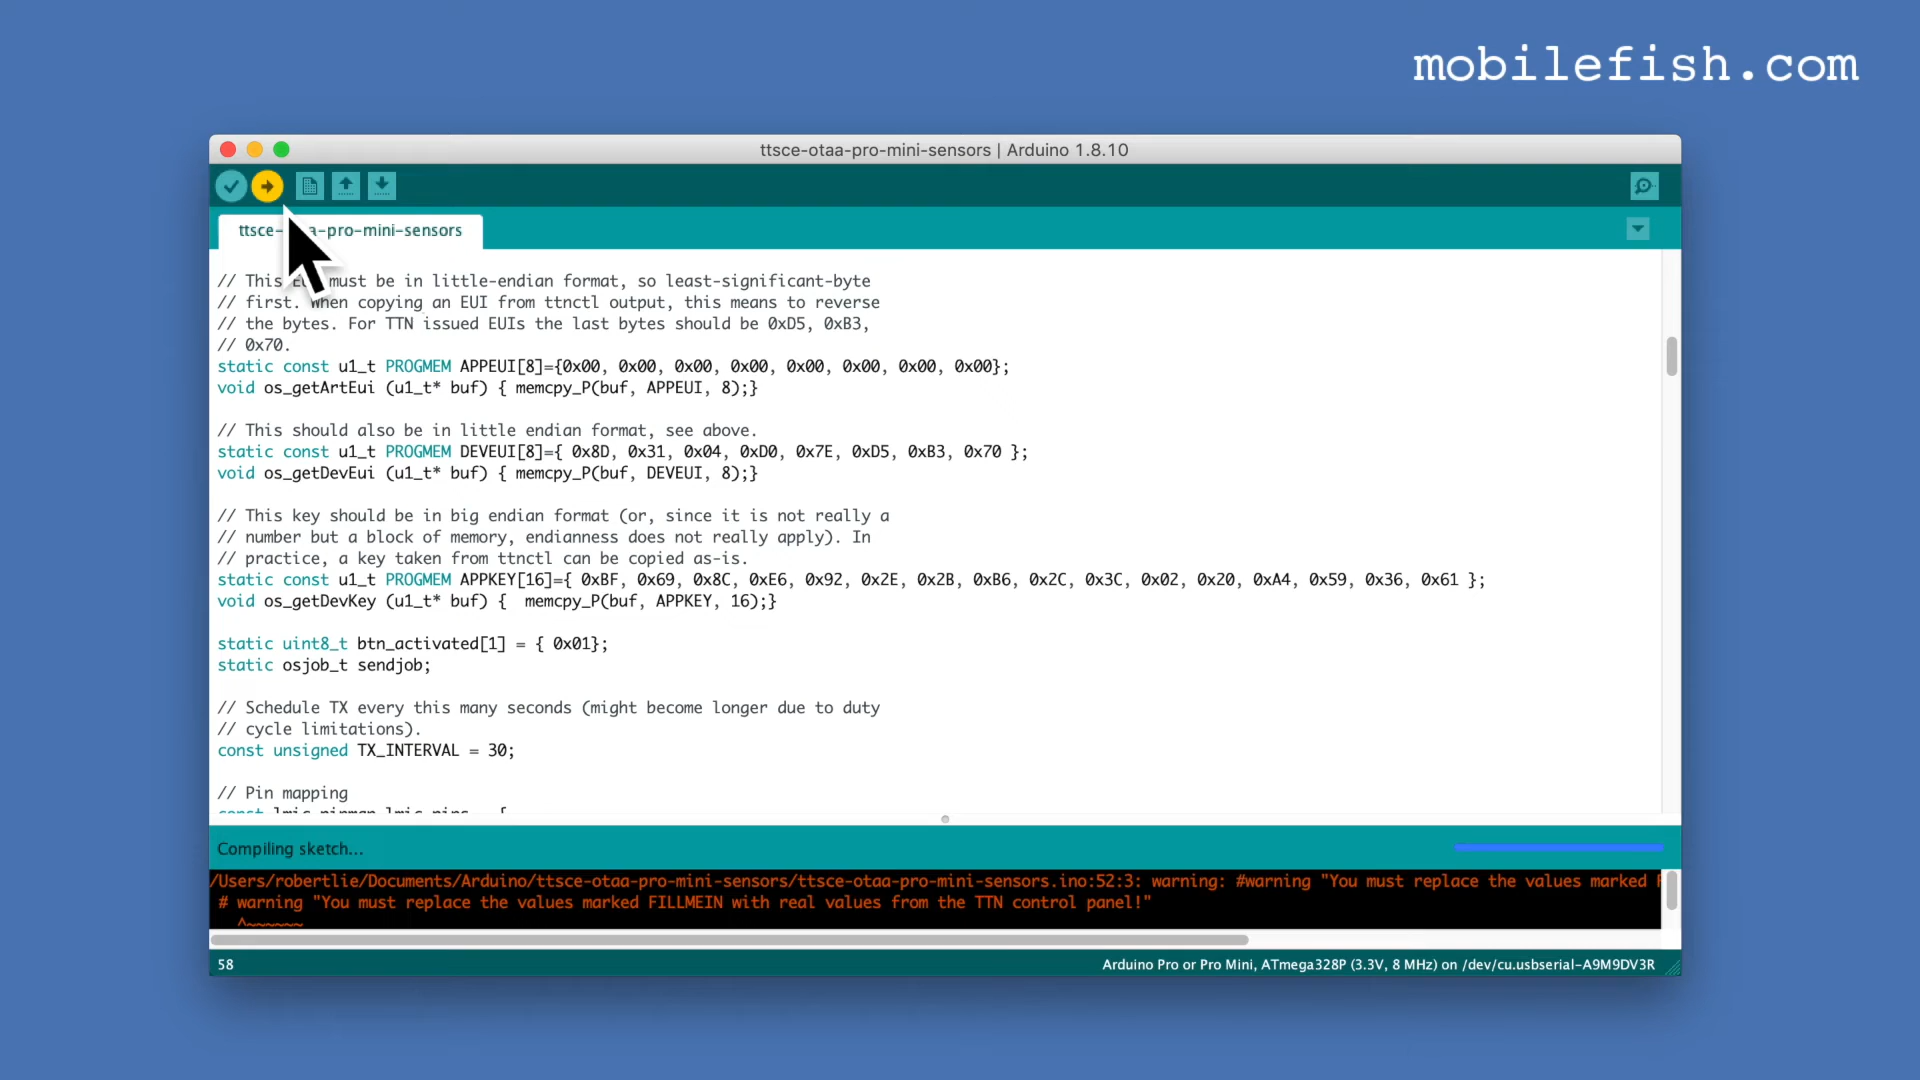 mobilefish.com
ttsce-otaa-pro-mini-sensors | Arduino 1.8.10
ttsce- a-pro-mini-sensors
// This E must be in little-endian format, so least-significant-byte
// first. When copying an EUI from ttnctl output, this means to reverse
// the bytes. For TTN issued EUIs the last bytes should be 0xD5, 0xB3,
// 0x70.
static const u1_t PROGMEM APPEUI[8]={0x00, 0x00, 0x00, 0x00, 0x00, 0x00, 0x00, 0x00};
void os_getArtEui (u1_t* buf) { memcpy_P(buf, APPEUI, 8);}
// This should also be in little endian format, see above.
static const u1_t PROGMEM DEVEUI[8]={ 0x8D, 0x31, 0x04, 0xD0, 0x7E, 0xD5, 0xB3, 0x70 };
void os_getDevEui (u1_t* buf) { memcpy_P(buf, DEVEUI, 8);}
// This key should be in big endian format (or, since it is not really a
// number but a block of memory, endianness does not really apply). In
// practice, a key taken from ttnctl can be copied as-is.
static const u1_t PROGMEM APPKEY[16]={ 0xBF, 0x69, 0x8C, 0xE6, 0x92, 0x2E, 0x2B, 0xB6, 0x2C, 0x3C, 0x02, 0x20, 0xA4, 0x59, 0x36, 0x61 };
void os_getDevKey (u1_t* buf) {  memcpy_P(buf, APPKEY, 16);}
static uint8_t btn_activated[1] = { 0x01};
static osjob_t sendjob;
// Schedule TX every this many seconds (might become longer due to duty
// cycle limitations).
const unsigned TX_INTERVAL = 30;
// Pin mapping
const lmic_pinmap lmic_pins = {
Compiling sketch...
/Users/robertlie/Documents/Arduino/ttsce-otaa-pro-mini-sensors/ttsce-otaa-pro-mini-sensors.ino:52:3: warning: #warning "You must replace the values marked
# warning "You must replace the values marked FILLMEIN with real values from the TTN control panel!"
^~~~~~~
58
Arduino Pro or Pro Mini, ATmega328P (3.3V, 8 MHz) on /dev/cu.usbserial-A9M9DV3R